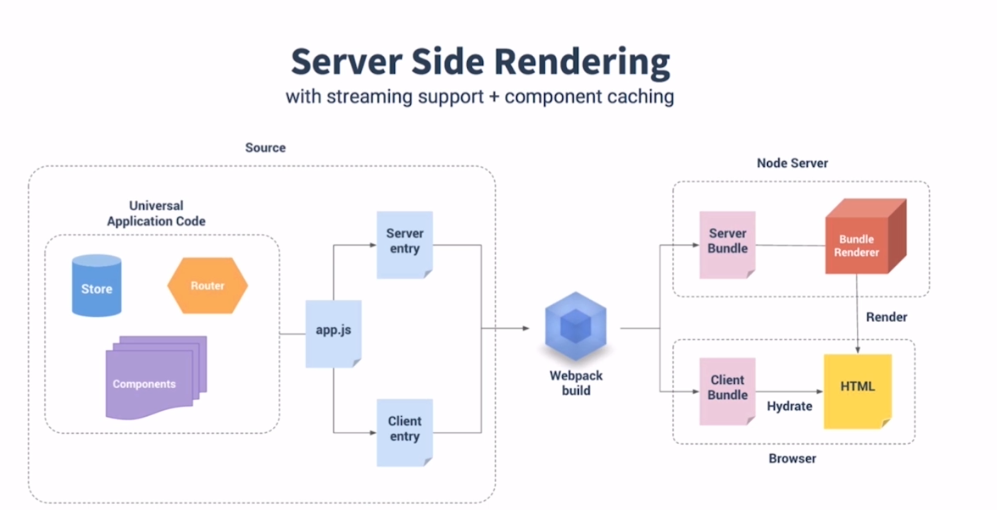 Server Side Rendering
with streaming support + component caching
Source
Universal
Application Code
Store
Router
Components
app.js
Server
entry
Client
entry
Webpack
build
Node Server
Server
Bundle
Bundle
Renderer
Render
Client
Bundle
Hydrate
HTML
Browser